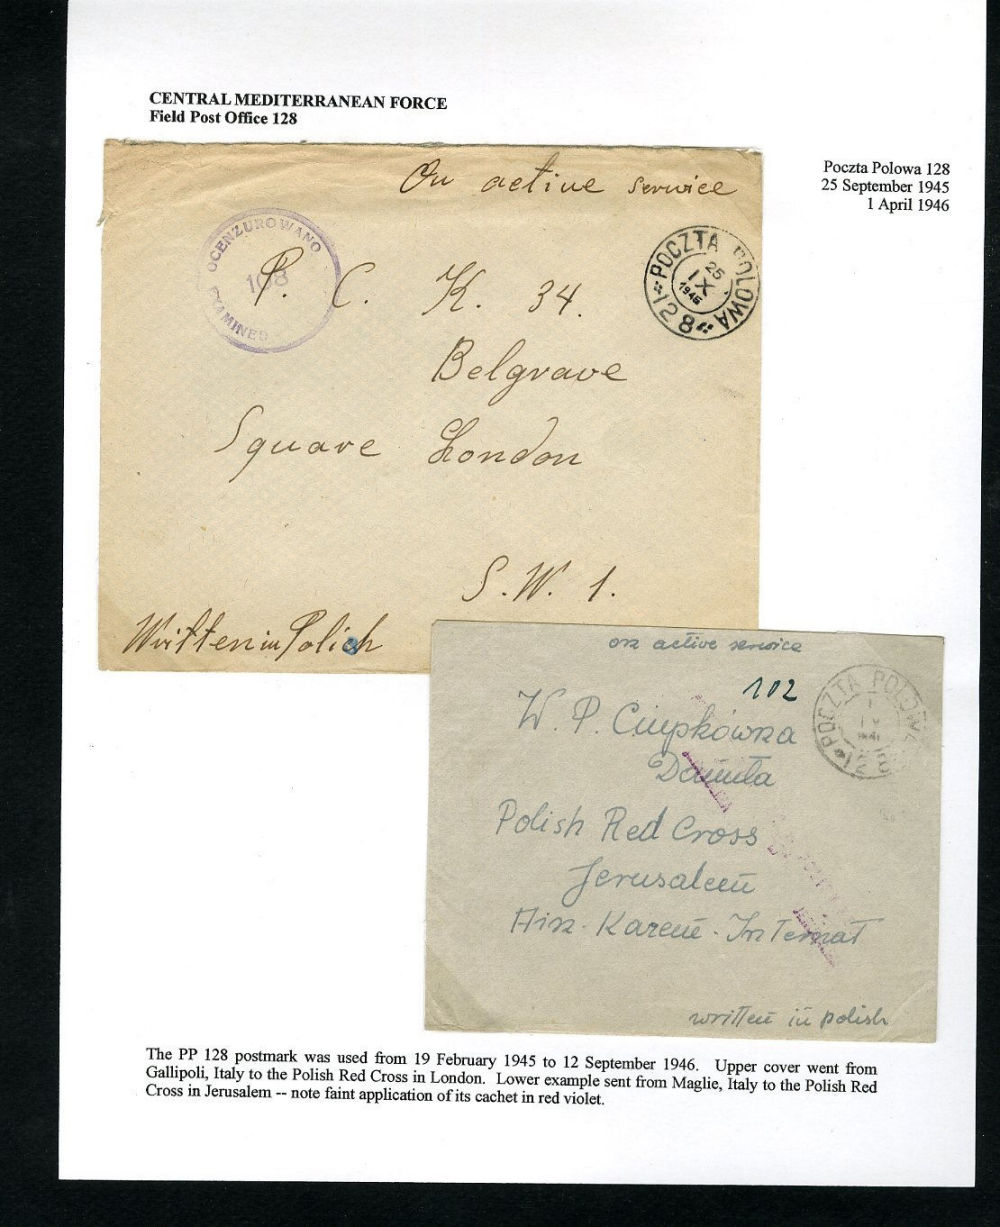 CENTRAL MEDITERRANEAN FORCE
Field Post Office 128
Poczta Polowa 128
25 September 1945
1 April 1946
On active service
OCENZUROWANO
108
EXAMINED
POCZTA POLOWA
25
IX
1945
"128"
P. C. K. 34.
Belgrave
Square London
S. W. 1.
Written in Polish
on active service
102
POCZTA POLOWA
W. P. Ciupkówna
Danuta
Polish Red Cross
Jerusalem
Ain-Karem-Internat
written in polish
The PP 128 postmark was used from 19 February 1945 to 12 September 1946. Upper cover went from
Gallipoli, Italy to the Polish Red Cross in London. Lower example sent from Maglie, Italy to the Polish Red
Cross in Jerusalem -- note faint application of its cachet in red violet.